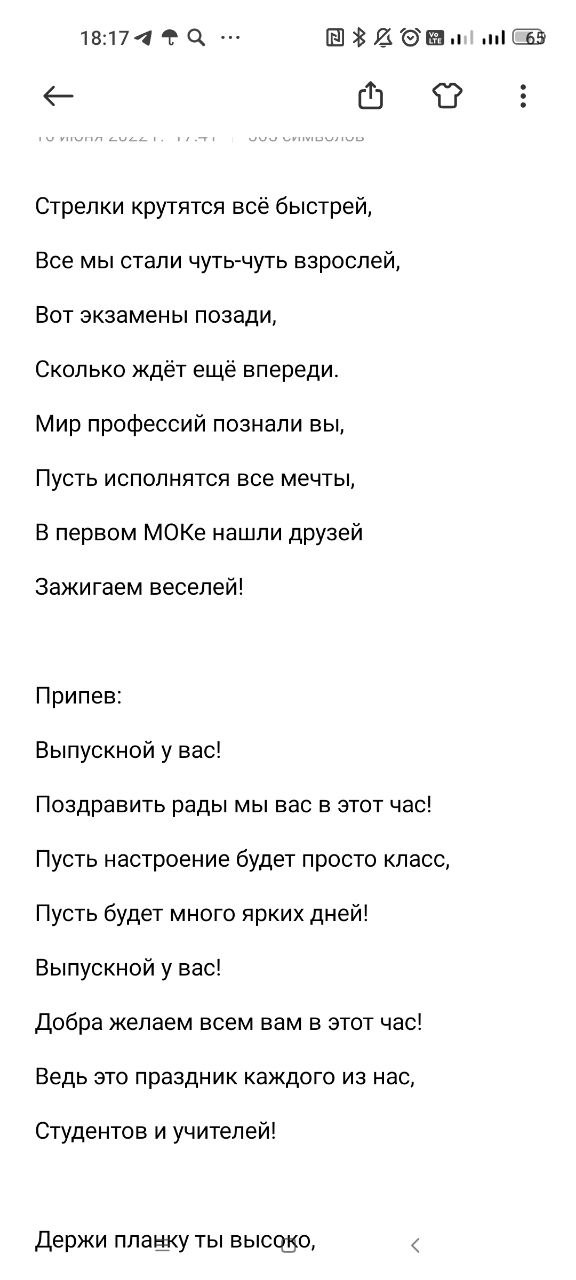 18:17 ... 65
Стрелки крутятся всё быстрей,
Все мы стали чуть-чуть взрослей,
Вот экзамены позади,
Сколько ждёт ещё впереди.
Мир профессий познали вы,
Пусть исполнятся все мечты,
В первом МОКе нашли друзей
Зажигаем веселей!
Припев:
Выпускной у вас!
Поздравить рады мы вас в этот час!
Пусть настроение будет просто класс,
Пусть будет много ярких дней!
Выпускной у вас!
Добра желаем всем вам в этот час!
Ведь это праздник каждого из нас,
Студентов и учителей!
Держи планку ты высоко,